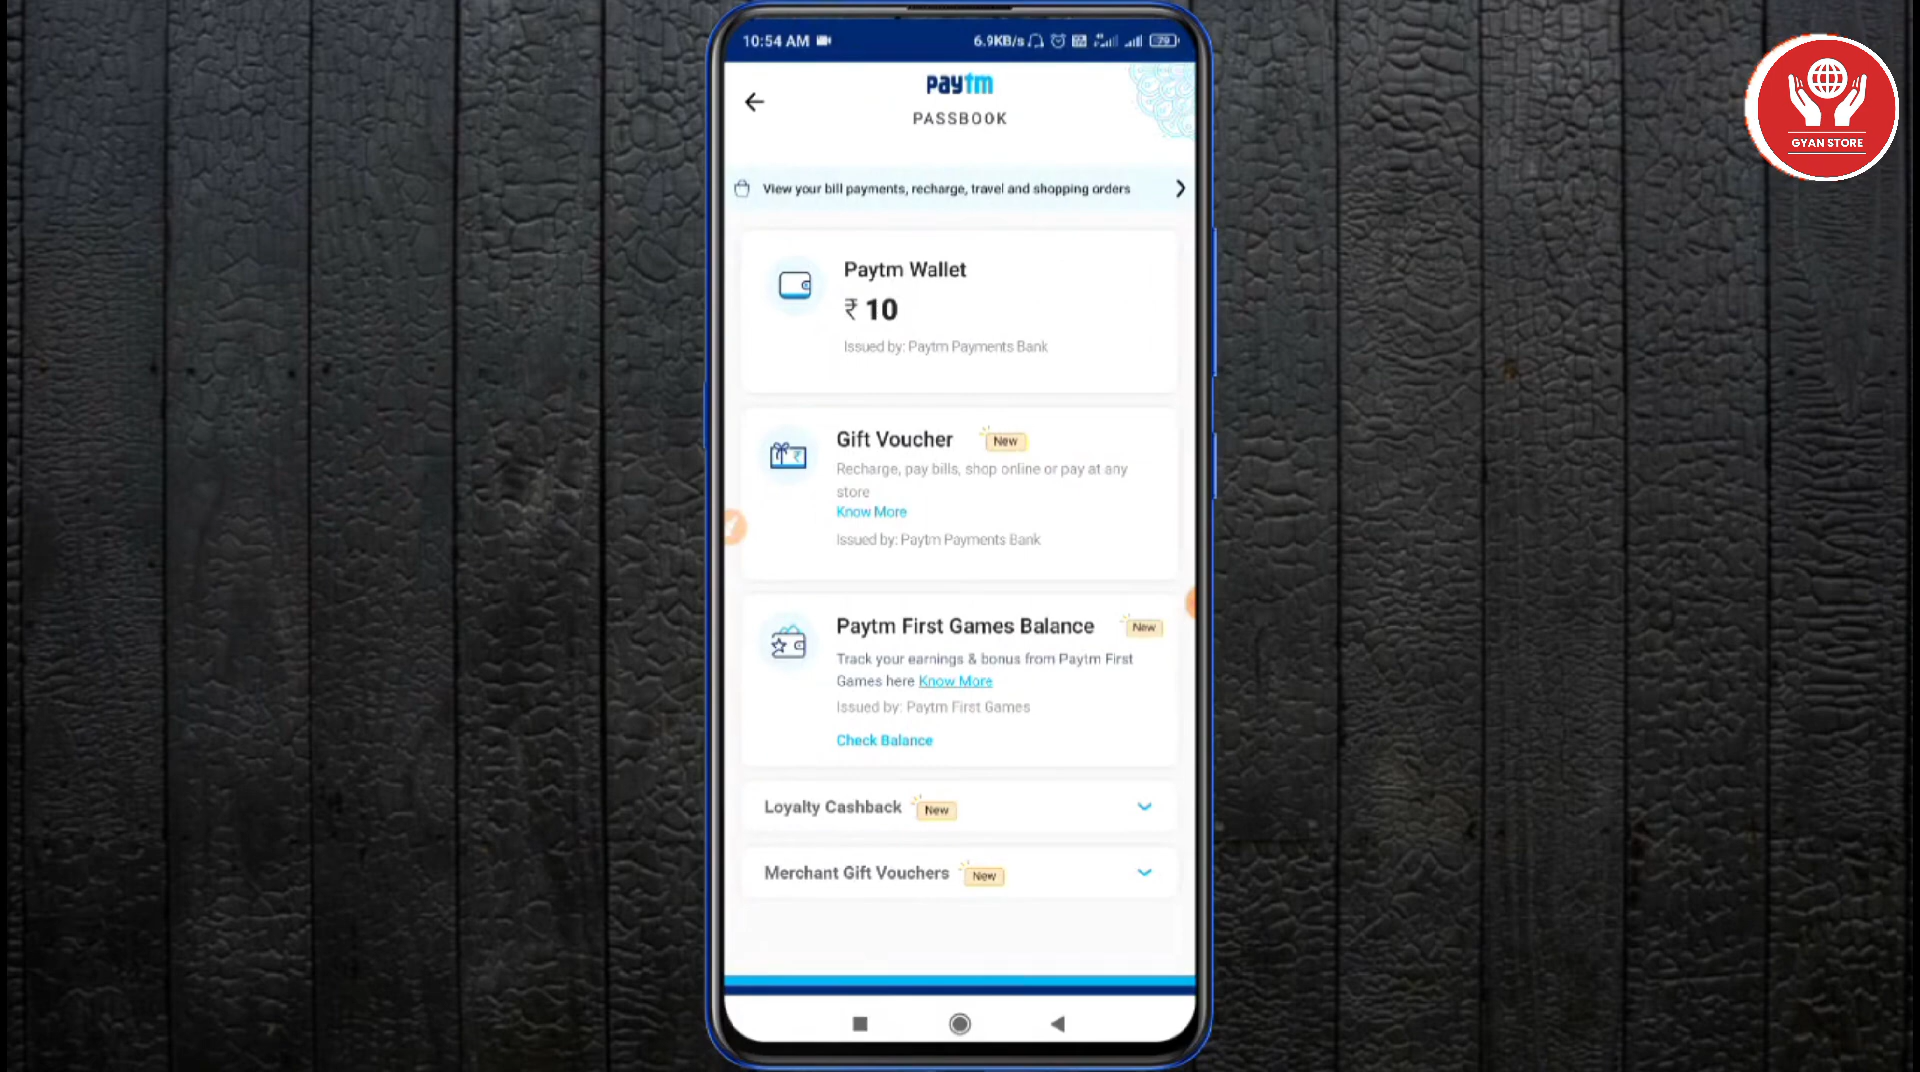 10:54 AM
6.9KB/s
79
paytm
PASSBOOK
View your bill payments, recharge, travel and shopping orders
Paytm Wallet
₹ 10
Issued by: Paytm Payments Bank
Gift Voucher New
Recharge, pay bills, shop online or pay at any
store
Know More
Issued by: Paytm Payments Bank
Paytm First Games Balance New
Track your earnings & bonus from Paytm First
Games here Know More
Issued by: Paytm First Games
Check Balance
Loyalty Cashback New
Merchant Gift Vouchers New
GYAN STORE